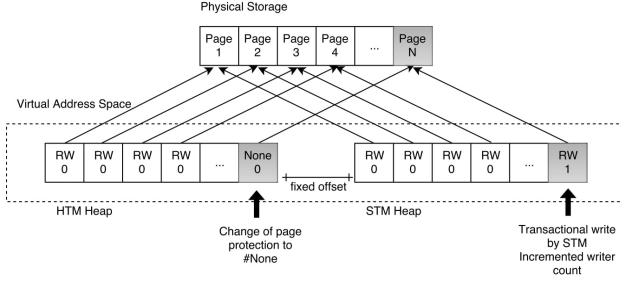 Physical Storage
Page Page Page Page ... Page
1 2 3 4 N
Virtual Address Space
RW RW RW RW ... None
0 0 0 0 0
RW RW RW RW ... RW
0 0 0 0 1
fixed offset
HTM Heap
STM Heap
Change of page
protection to
#None
Transactional write
by STM
Incremented writer
count